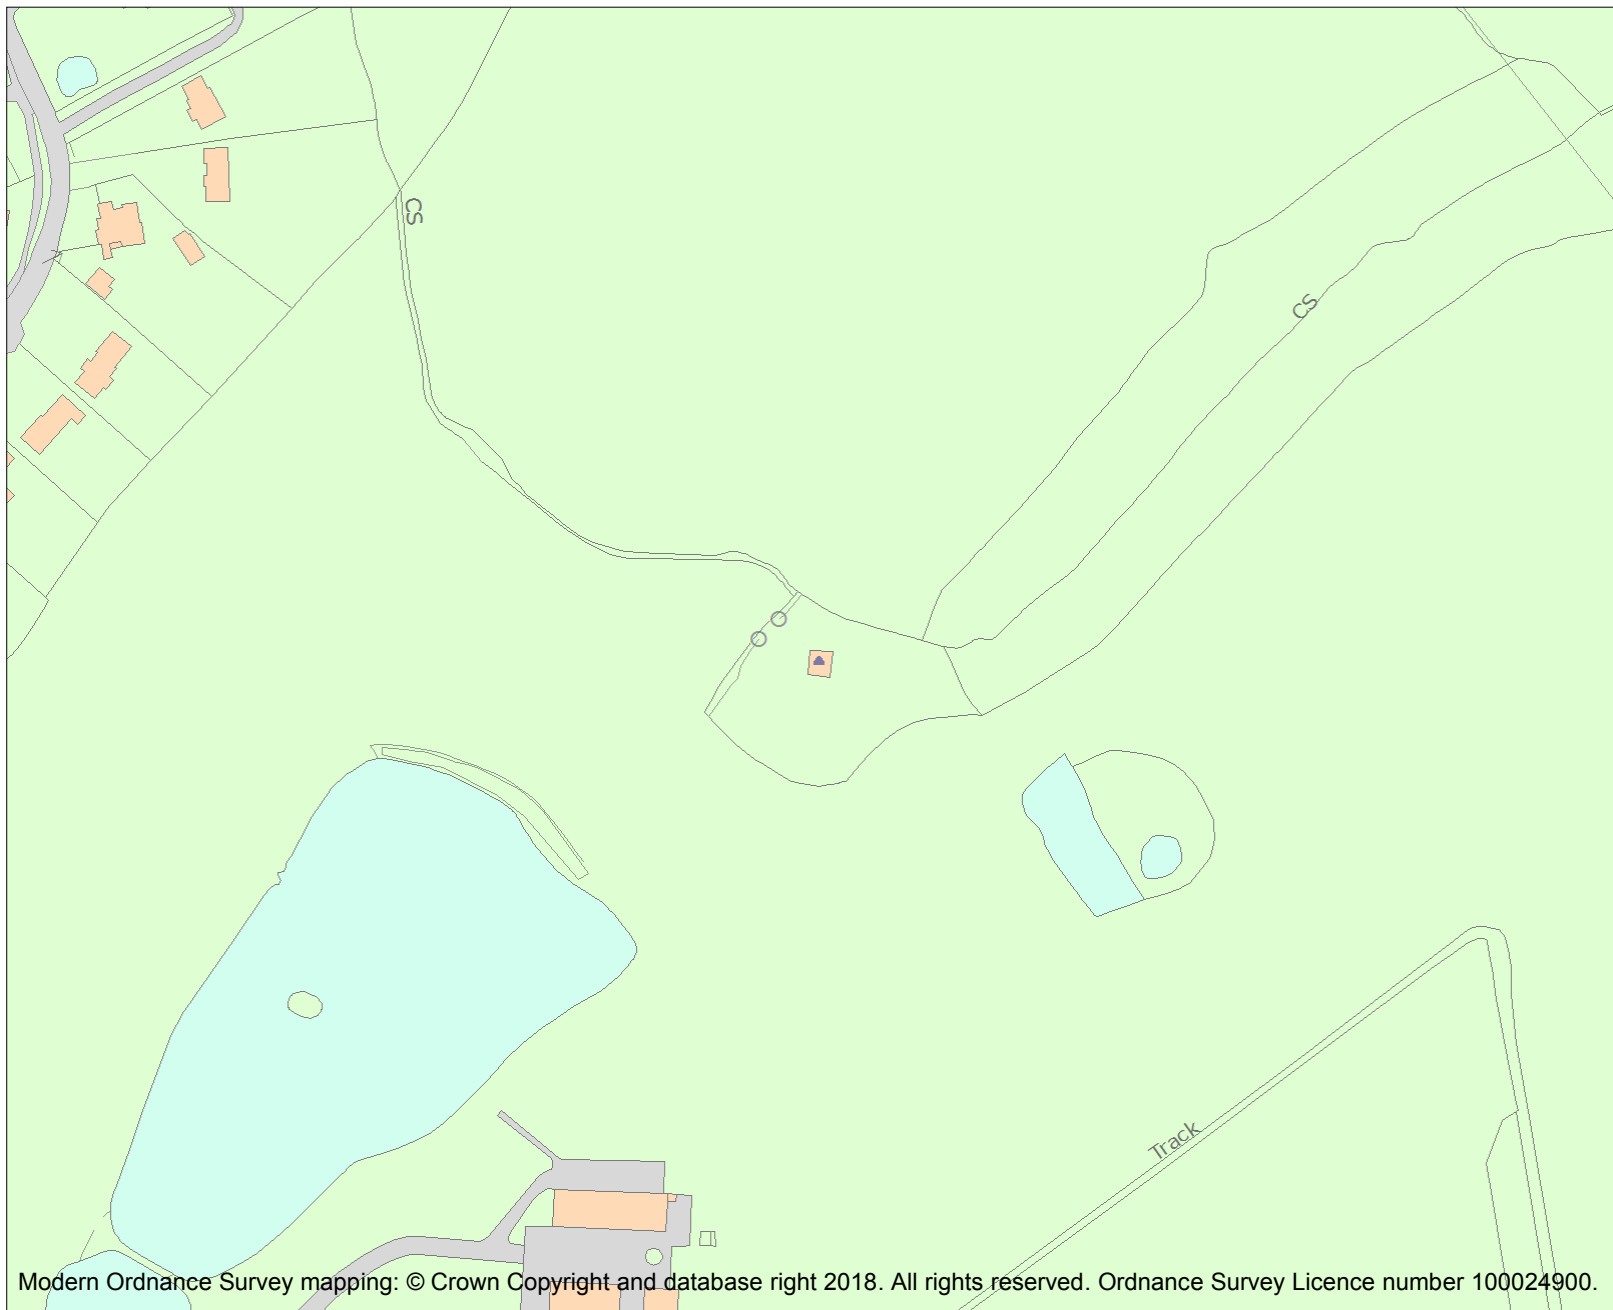 CS
CS
Track
Modern Ordnance Survey mapping: © Crown Copyright and database right 2018. All rights reserved. Ordnance Survey Licence number 100024900.